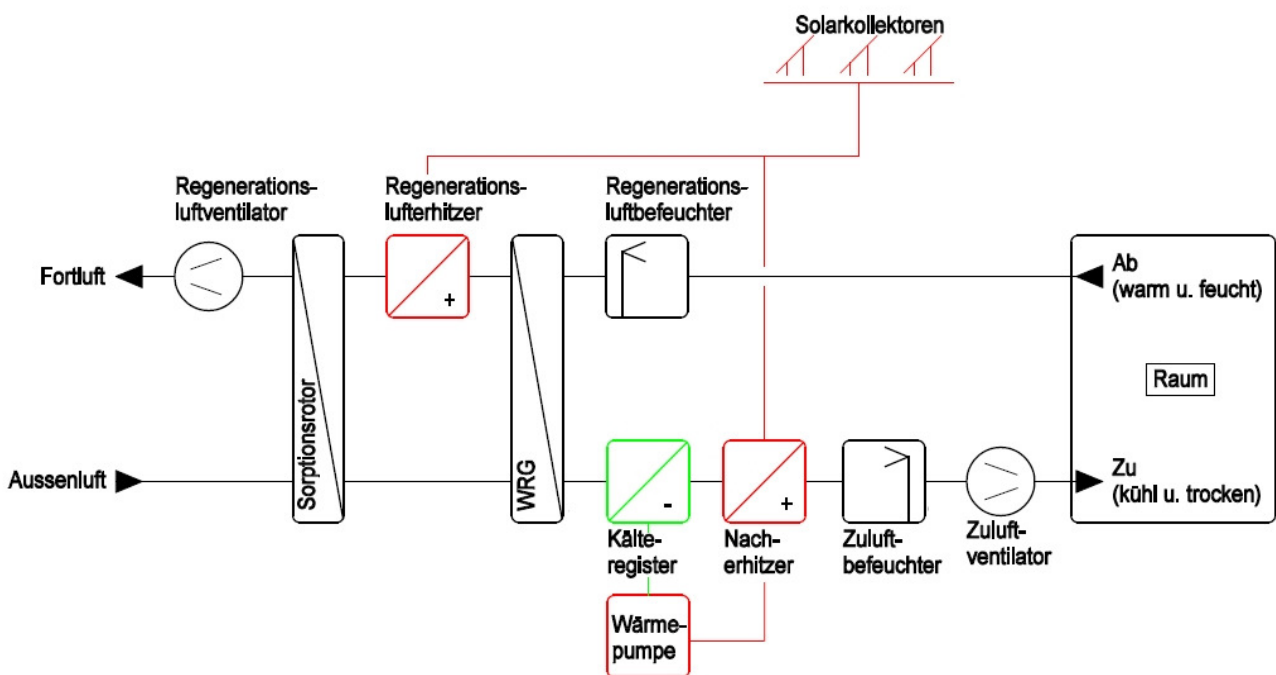 Solarkollektoren
Regenerations-
luftventilator
Regenerations-
lufterhitzer
Regenerations-
luftbefeuchter
Fortluft
+
Ab
(warm u. feucht)
Raum
Sorptionsrotor
WRG
Aussenluft
-
+
Zu
(kühl u. trocken)
Kälte-
register
Nach-
erhitzer
Zuluft-
befeuchter
Zuluft-
ventilator
Wärme-
pumpe